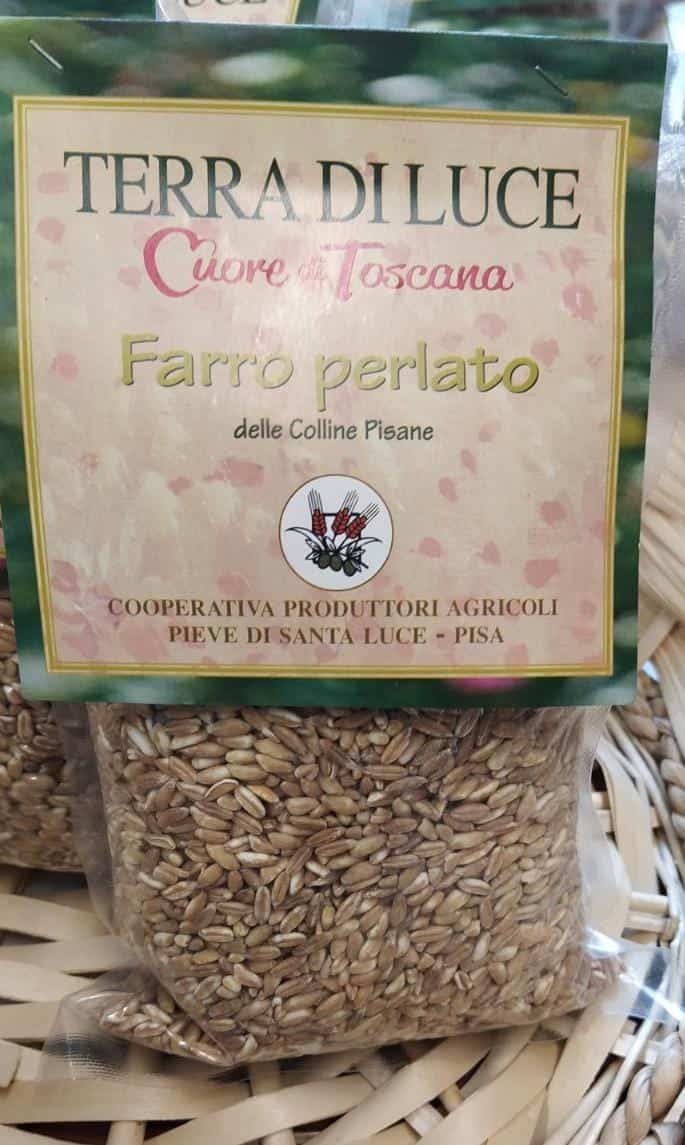 TERRA DI LUCE
Cuore di Toscana
Farro perlato
delle Colline Pisane
COOPERATIVA PRODUTTORI AGRICOLI
PIEVE DI SANTA LUCE - PISA